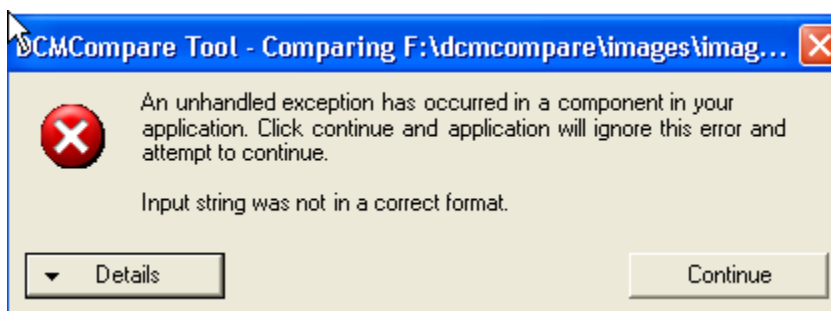 DCMCompare Tool - Comparing F:\dcmcompare\images\imag...
An unhandled exception has occurred in a component in your
application. Click continue and application will ignore this error and
attempt to continue.
Input string was not in a correct format.
Details
Continue